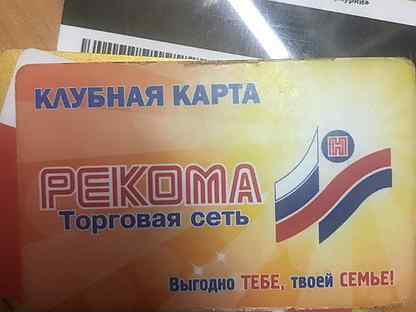 КЛУБНАЯ КАРТА
Н
РЕКОМА
Торговая сеть
Выгодно ТЕБЕ, твоей СЕМЬЕ!